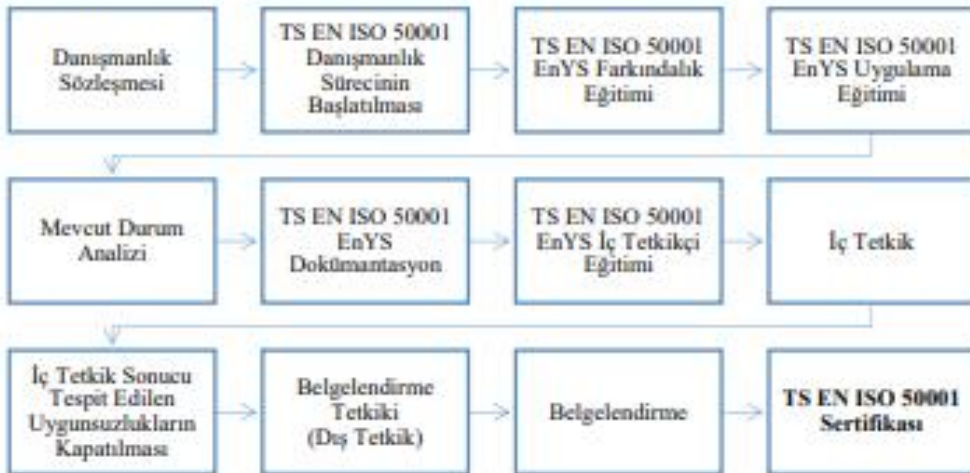 Danışmanlık
Sözleşmesi
TS EN ISO 50001
Danışmanlık
Sürecinin
Başlatılması
TS EN ISO 50001
EnYS Farkındalık
Eğitimi
TS EN ISO 50001
EnYS Uygulama
Eğitimi
Mevcut Durum
Analizi
TS EN ISO 50001
EnYS
Dokümantasyon
TS EN ISO 50001
EnYS İç Tetkikçi
Eğitimi
İç Tetkik
İç Tetkik Sonucu
Tespit Edilen
Uygunsuzlukların
Kapatılması
Belgelendirme
Tetkiki
(Dış Tetkik)
Belgelendirme
TS EN ISO 50001
Sertifikası